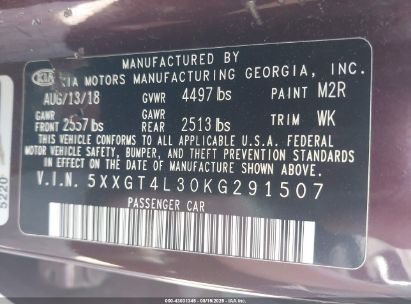 MANUFACTURED BY
KIA KIA MOTORS MANUFACTURING GEORGIA, INC.
AUG/13/18 GVWR 4497 lbs PAINT M2R
GAWR FRONT 2557 lbs GAWR REAR 2513 lbs TRIM WK
THIS VEHICLE CONFORMS TO ALL APPLICABLE U.S.A. FEDERAL
MOTOR VEHICLE SAFETY, BUMPER, AND THEFT PREVENTION STANDARDS
IN EFFECT ON THE DATE OF MANUFACTURE SHOWN ABOVE.
V.I.N. 5XXGT4L30KG291507
PASSENGER CAR
5220